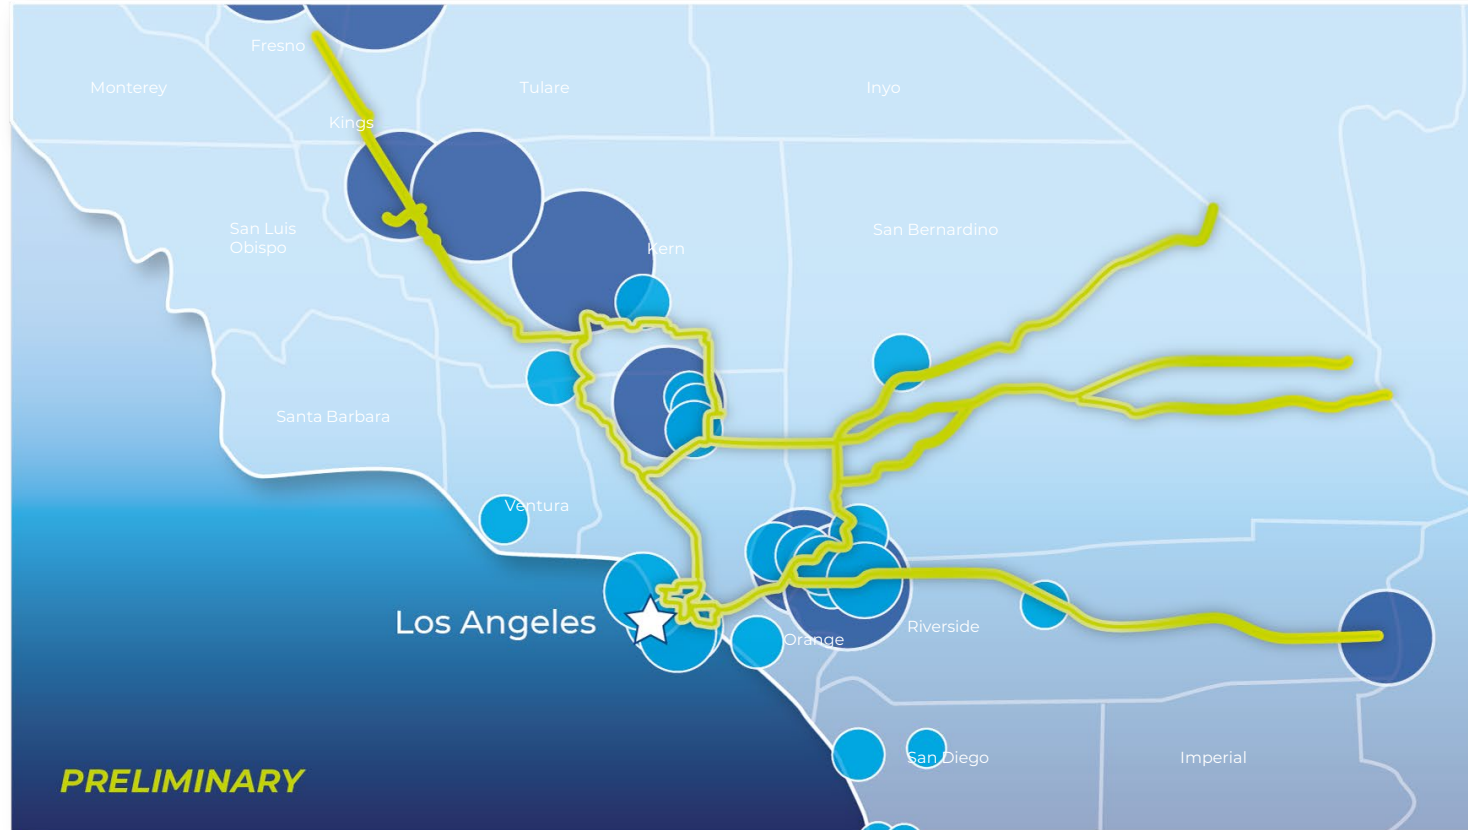 Fresno
Monterey
Tulare
Inyo
Kings
San Luis
Obispo
Kern
San Bernardino
Santa Barbara
Ventura
Los Angeles
Orange
Riverside
San Diego
Imperial
PRELIMINARY